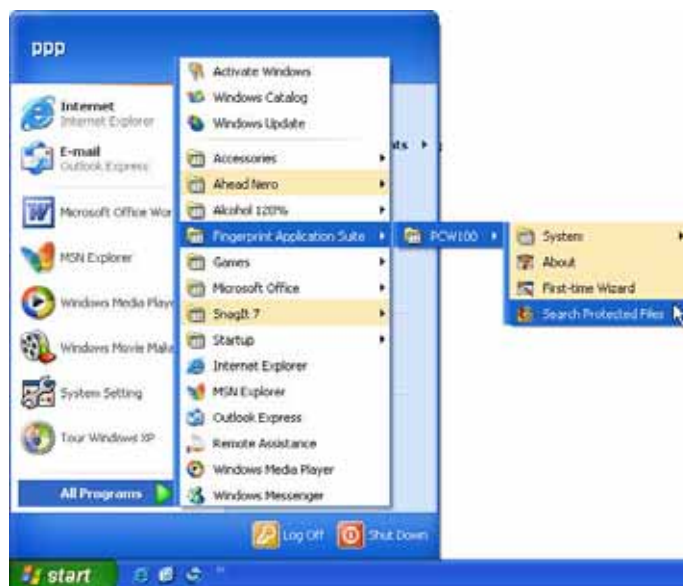 ppp
Internet
Internet Explorer
E-mail
Outlook Express
Microsoft Office Wor
MSN Explorer
Windows Media Playe
Windows Movie Make
System Setting
Tour Windows XP
All Programs
Activate Windows
Windows Catalog
Windows Update
Accessories
Ahead Nero
Alcohol 120%
Fingerprint Application Suite
Games
Microsoft Office
SnagIt 7
Startup
Internet Explorer
MSN Explorer
Outlook Express
Remote Assistance
Windows Media Player
Windows Messenger
nts
PCW100
System
About
First-time Wizard
Search Protected Files
Log Off
Shut Down
start